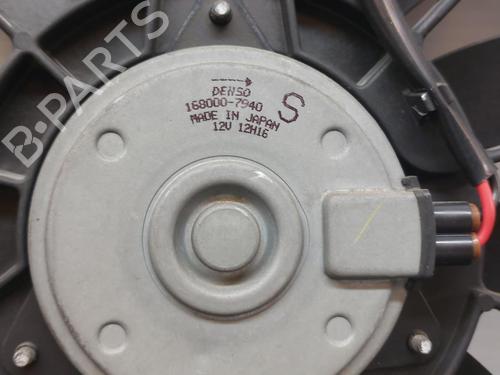 B-PARTS
DENSO
168000-7940
MADE IN JAPAN
12V 12H16
S